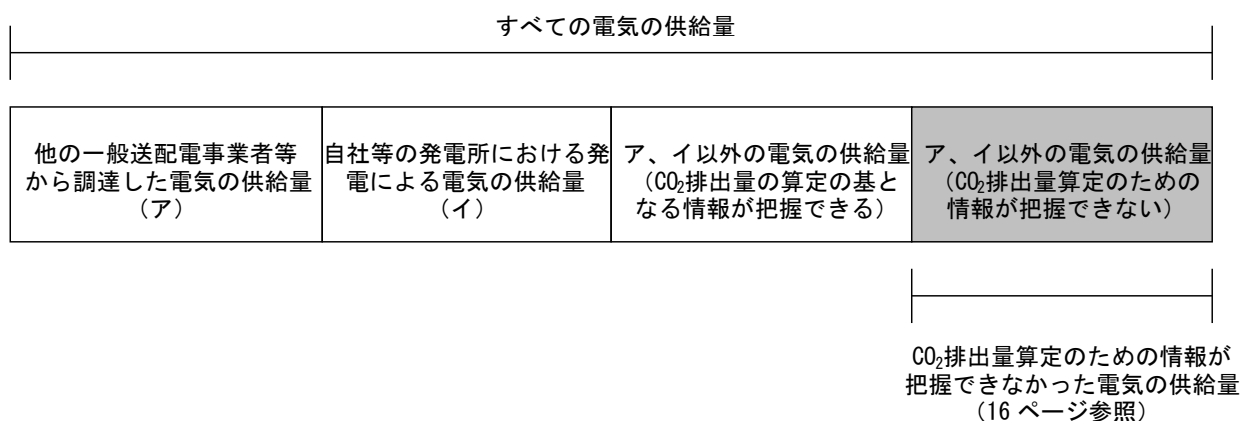 すべての電気の供給量
他の一般送配電事業者等
から調達した電気の供給量
（ア）
自社等の発電所における発
電による電気の供給量
（イ）
ア、イ以外の電気の供給量
（CO₂排出量の算定の基と
なる情報が把握できる）
ア、イ以外の電気の供給量
（CO₂排出量算定のための
情報が把握できない）
CO₂排出量算定のための情報が
把握できなかった電気の供給量
（16 ページ参照）